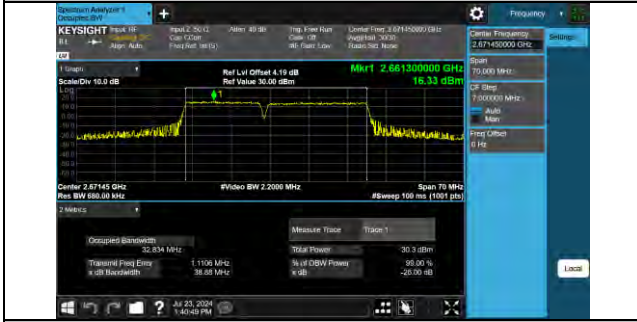 Spectrum Analyzer 1
Occupied BW
KEYSIGHT Input: RF
Coupling: DC
Align: Auto
Input Z: 50 Ω
Corr CCorr
Freq Ref: Int (S)
Atten: 40 dB
Trig: Free Run
Gate: Off
#IF Gain: Low
Center Freq: 2.671450000 GHz
Avg|Hold: 30/30
Radio Std: None
Frequency
Settings
Center Frequency
2.671450000 GHz
Span
70.000 MHz
CF Step
7.000000 MHz
Auto
Man
Freq Offset
0 Hz
Local
1 Graph
Scale/Div 10.0 dB
Ref Lvl Offset 4.19 dB
Ref Value 30.00 dBm
Mkr1 2.661300000 GHz
16.33 dBm
Log
Center 2.67145 GHz
Res BW 680.00 kHz
#Video BW 2.2000 MHz
Span 70 MHz
#Sweep 100 ms (1001 pts)
2 Metrics
Measure Trace Trace 1
Occupied Bandwidth
32.834 MHz
Total Power 30.3 dBm
Transmit Freq Error 1.1106 MHz
% of OBW Power 99.00 %
x dB Bandwidth 38.88 MHz
x dB -26.00 dB
Jul 23, 2024
1:40:49 PM